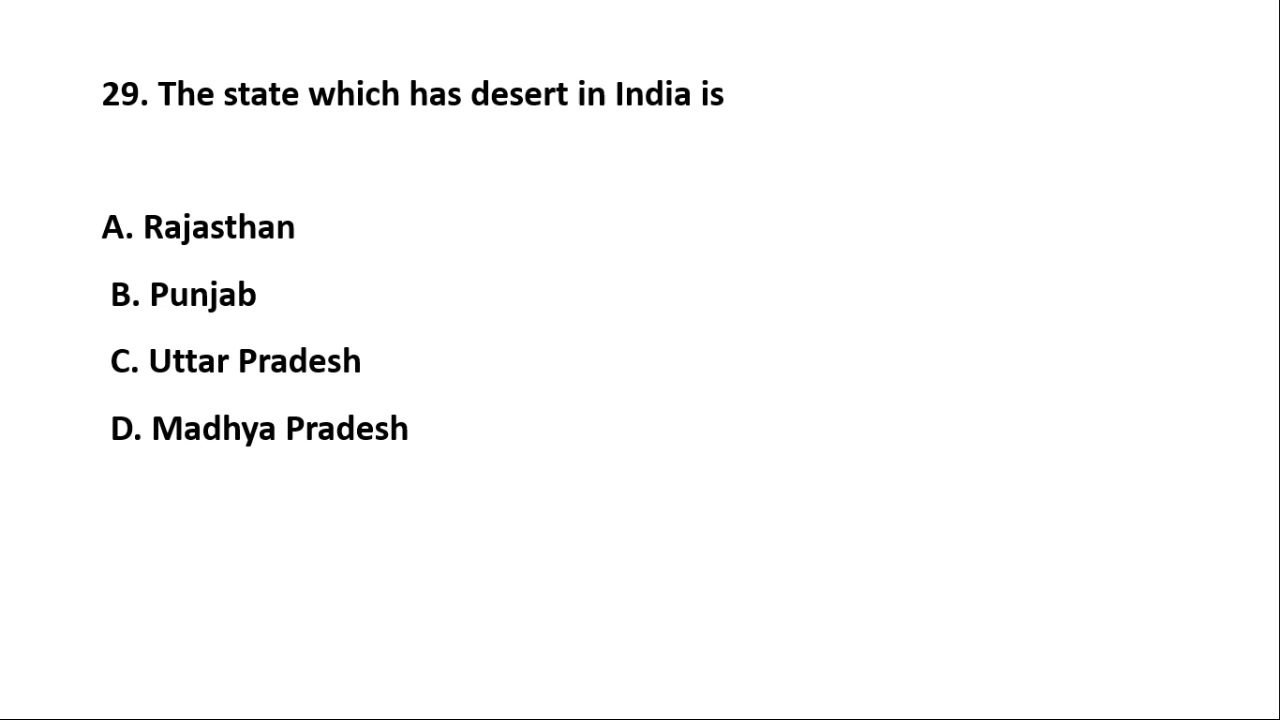 29. The state which has desert in India is
A. Rajasthan
B. Punjab
C. Uttar Pradesh
D. Madhya Pradesh